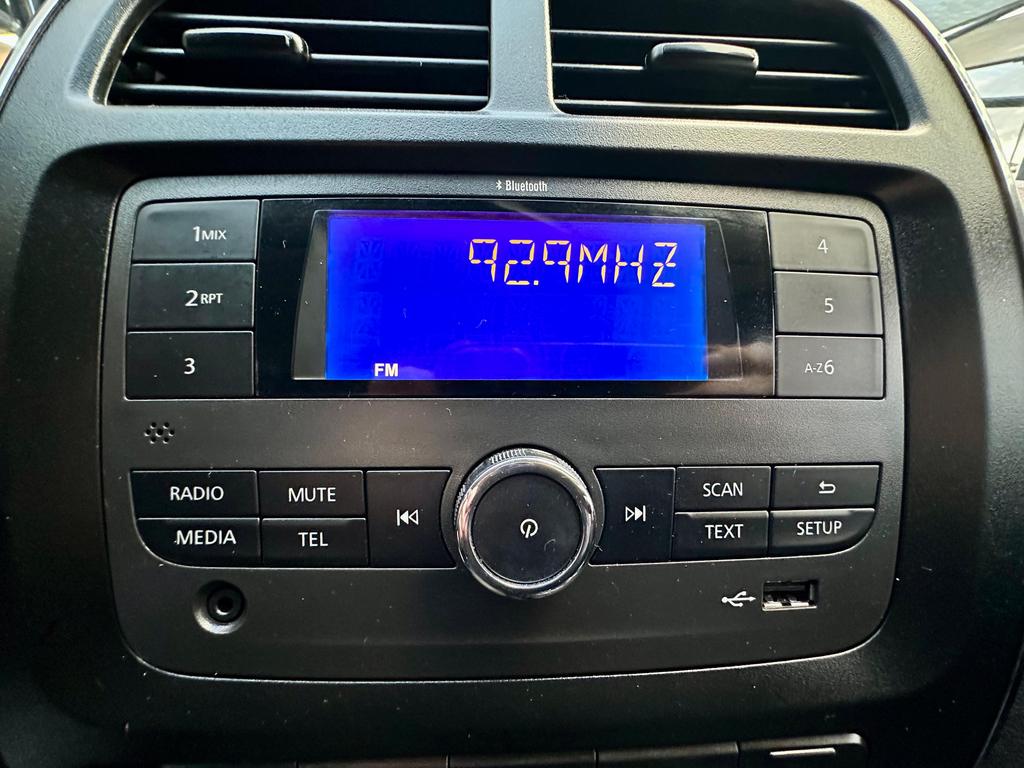 Bluetooth
1MIX
2RPT
3
92.9MHZ
FM
4
5
A-Z6
RADIO
MUTE
SCAN
MEDIA
TEL
TEXT
SETUP